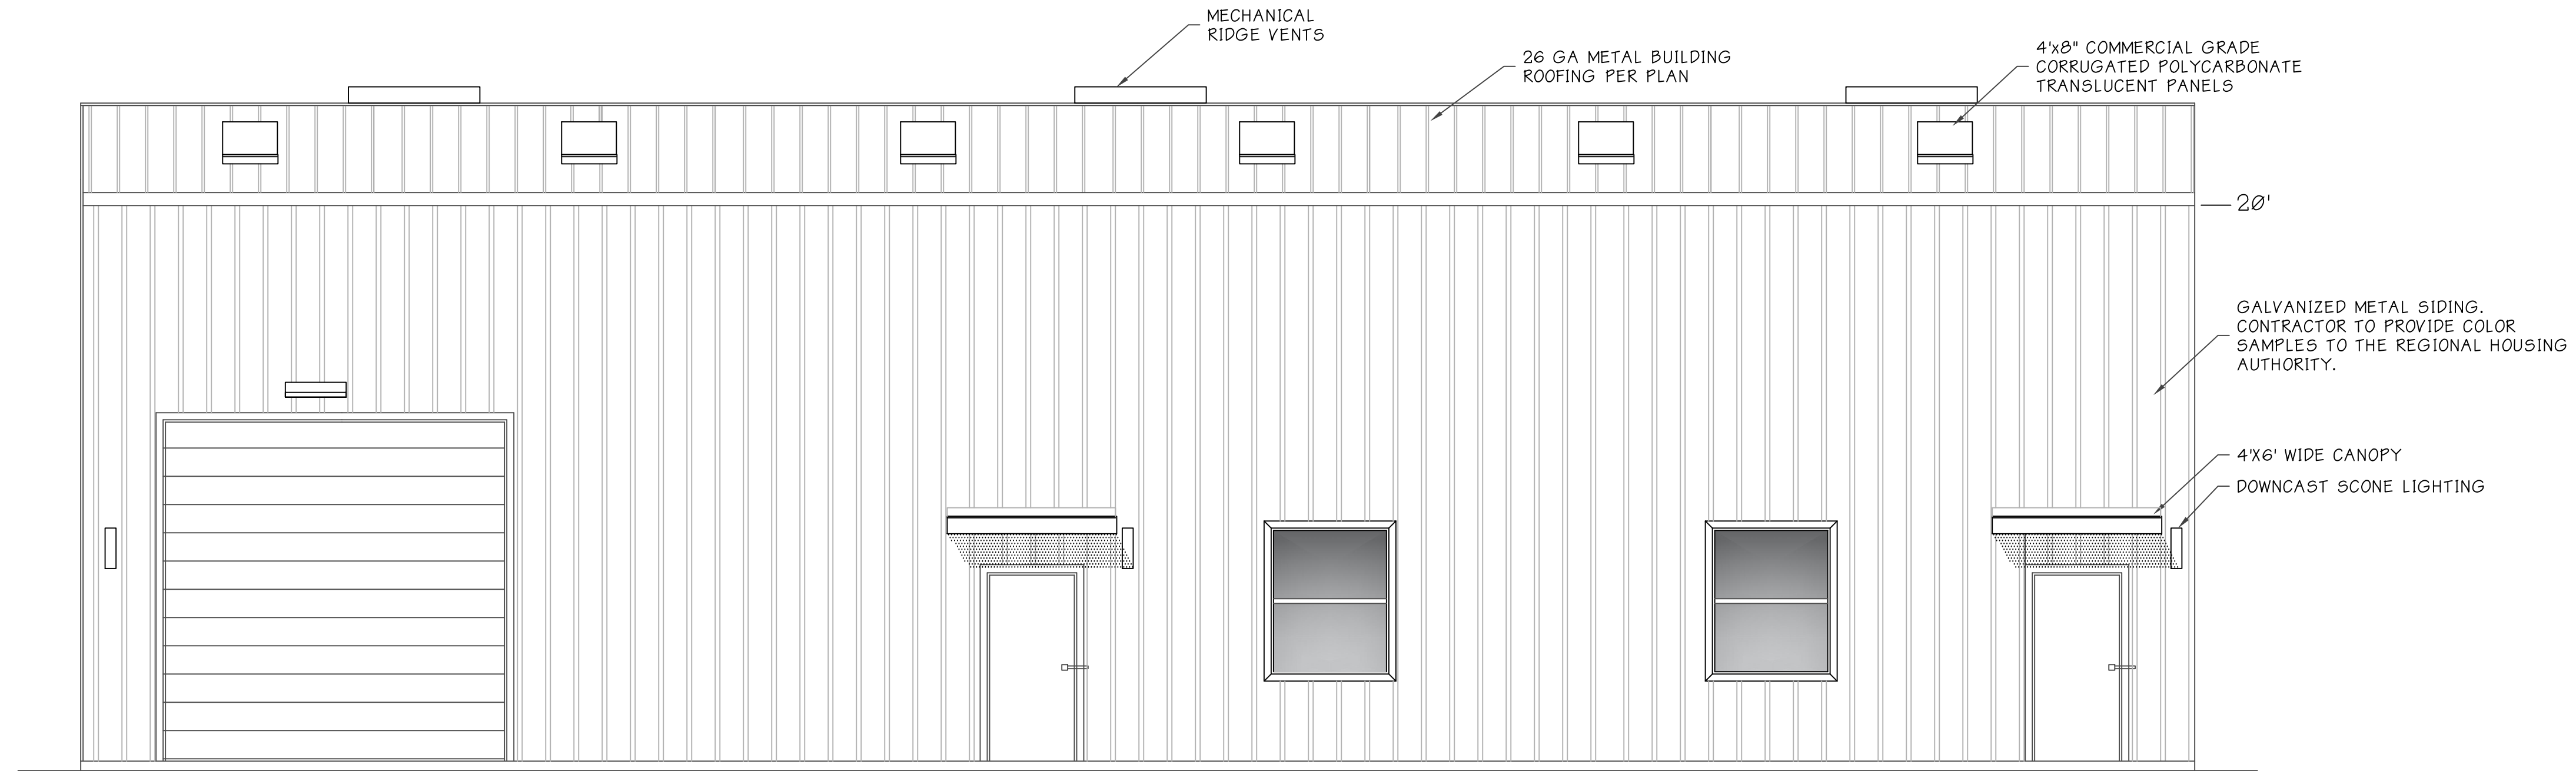 MECHANICAL
RIDGE VENTS
26 GA METAL BUILDING
ROOFING PER PLAN
4'x8" COMMERCIAL GRADE
CORRUGATED POLYCARBONATE
TRANSLUCENT PANELS
20'
GALVANIZED METAL SIDING.
CONTRACTOR TO PROVIDE COLOR
SAMPLES TO THE REGIONAL HOUSING
AUTHORITY.
4'X6' WIDE CANOPY
DOWNCAST SCONE LIGHTING